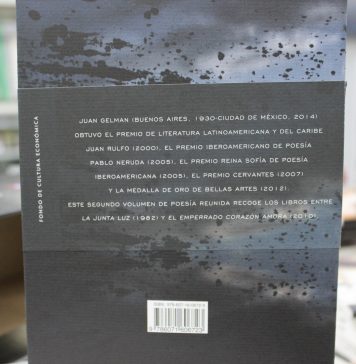 FONDO DE CULTURA ECONÓMICA
JUAN GELMAN (BUENOS AIRES, 1930-CIUDAD DE MÉXICO, 2014)
OBTUVO EL PREMIO DE LITERATURA LATINOAMERICANA Y DEL CARIBE
JUAN RULFO (2000), EL PREMIO IBEROAMERICANO DE POESÍA
PABLO NERUDA (2005), EL PREMIO REINA SOFÍA DE POESÍA
IBEROAMERICANA (2005), EL PREMIO CERVANTES (2007)
Y LA MEDALLA DE ORO DE BELLAS ARTES (2012).
ESTE SEGUNDO VOLUMEN DE POESÍA REUNIDA RECOGE LOS LIBROS ENTRE
LA JUNTA LUZ (1982) Y EL EMPERRADO CORAZÓN AMORA (2010).
9 786071 606723